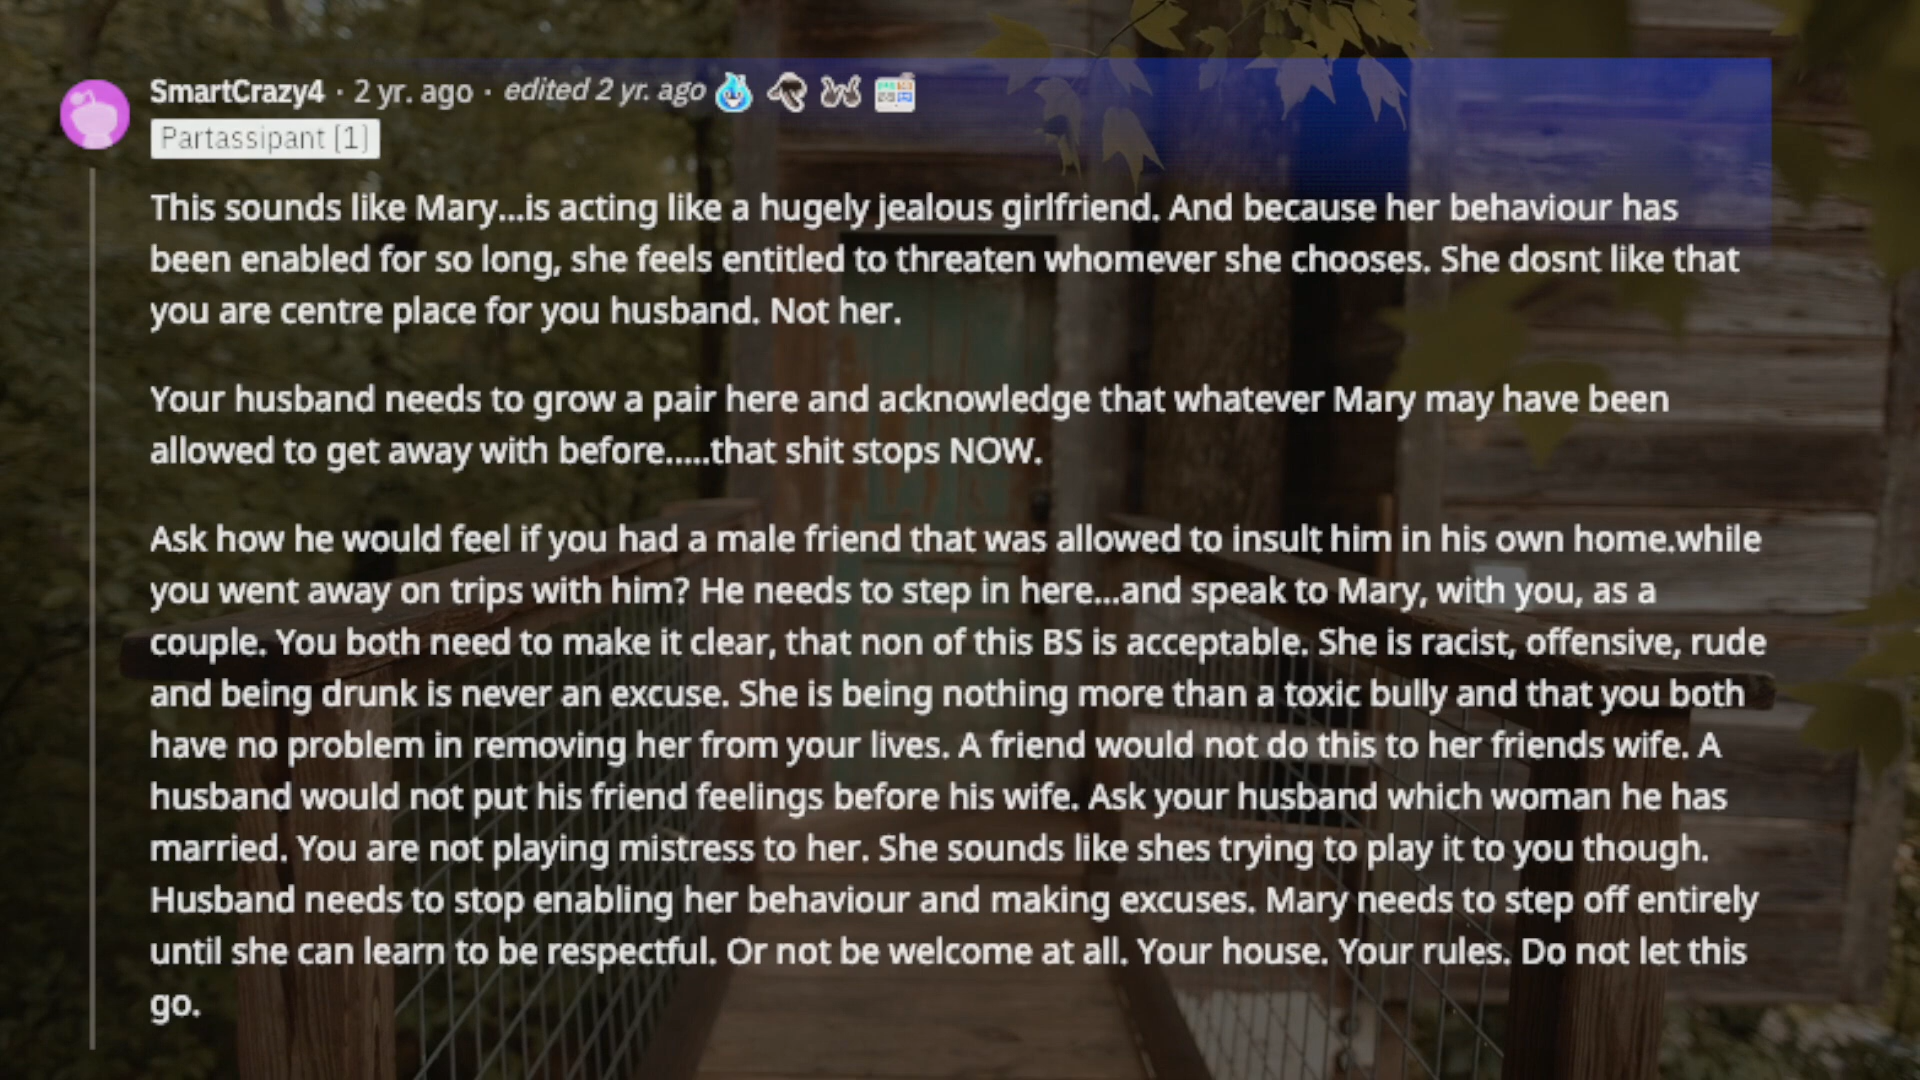 SmartCrazy4 · 2 yr. ago · edited 2 yr. ago
Partassipant [1]
This sounds like Mary...is acting like a hugely jealous girlfriend. And because her behaviour has
been enabled for so long, she feels entitled to threaten whomever she chooses. She dosnt like that
you are centre place for you husband. Not her.
Your husband needs to grow a pair here and acknowledge that whatever Mary may have been
allowed to get away with before.....that shit stops NOW.
Ask how he would feel if you had a male friend that was allowed to insult him in his own home.while
you went away on trips with him? He needs to step in here...and speak to Mary, with you, as a
couple. You both need to make it clear, that non of this BS is acceptable. She is racist, offensive, rude
and being drunk is never an excuse. She is being nothing more than a toxic bully and that you both
have no problem in removing her from your lives. A friend would not do this to her friends wife. A
husband would not put his friend feelings before his wife. Ask your husband which woman he has
married. You are not playing mistress to her. She sounds like shes trying to play it to you though.
Husband needs to stop enabling her behaviour and making excuses. Mary needs to step off entirely
until she can learn to be respectful. Or not be welcome at all. Your house. Your rules. Do not let this
go.